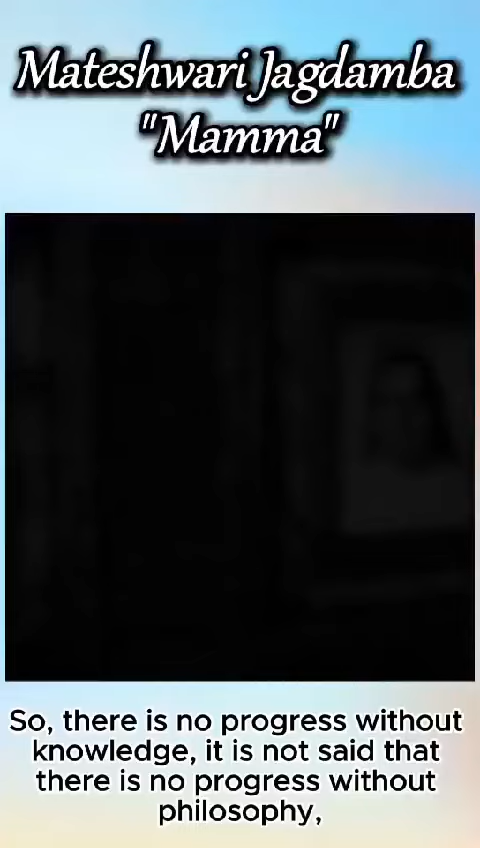 Mateshwari Jagdamba
"Mamma"
So, there is no progress without
knowledge, it is not said that
there is no progress without
philosophy,